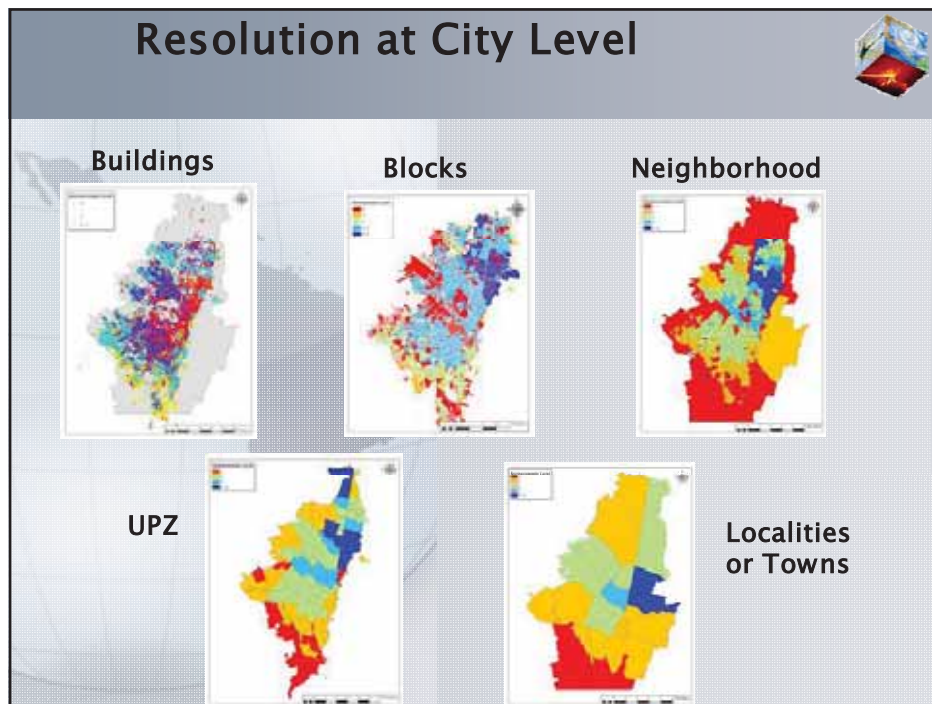 Resolution at City Level
Buildings
Blocks
Neighborhood
UPZ
Localities
or Towns